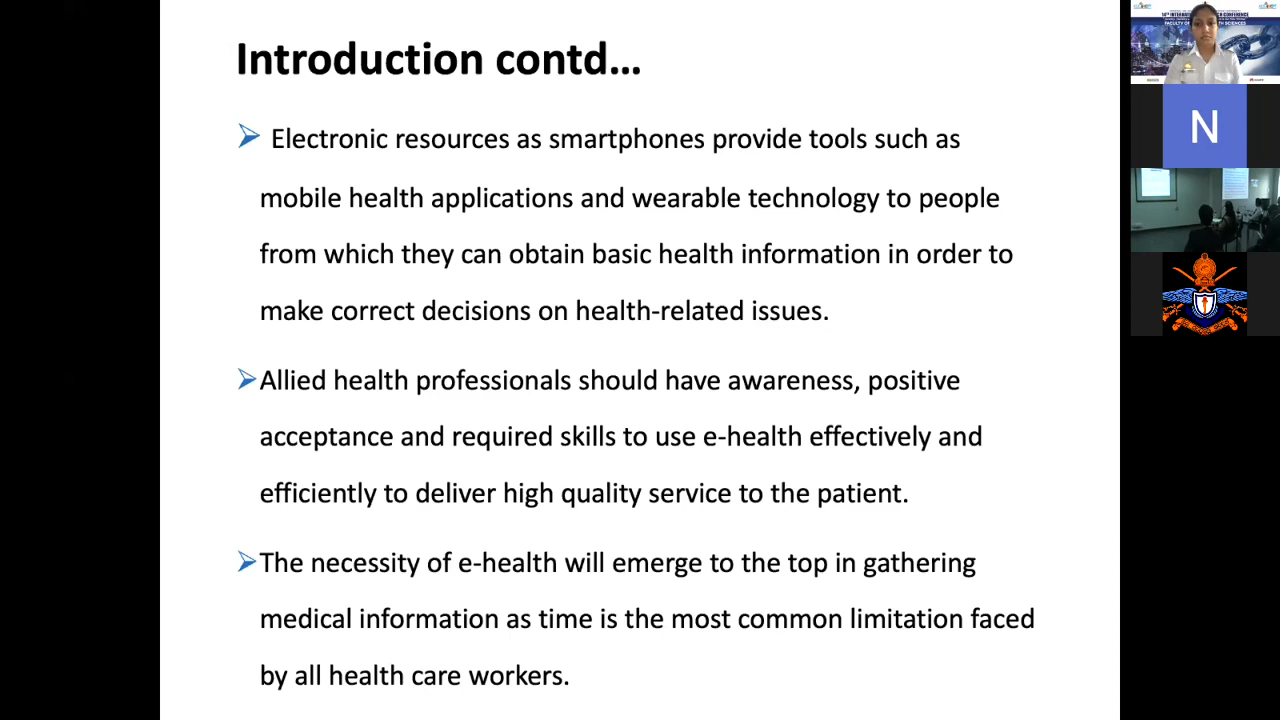 Introduction contd...
Electronic resources as smartphones provide tools such as
mobile health applications and wearable technology to people
from which they can obtain basic health information in order to
make correct decisions on health-related issues.
Allied health professionals should have awareness, positive
acceptance and required skills to use e-health effectively and
efficiently to deliver high quality service to the patient.
The necessity of e-health will emerge to the top in gathering
medical information as time is the most common limitation faced
by all health care workers.
N